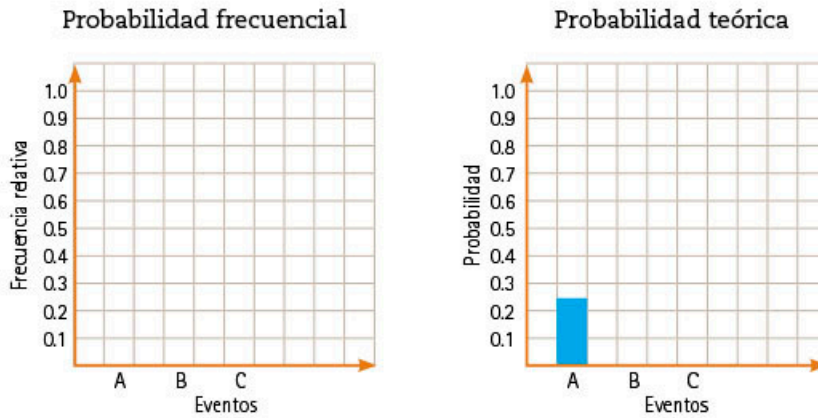 Probabilidad frecuencial
Frecuencia relativa
1.0
0.9
0.8
0.7
0.6
0.5
0.4
0.3
0.2
0.1
A B C
Eventos
Probabilidad teórica
Probabilidad
1.0
0.9
0.8
0.7
0.6
0.5
0.4
0.3
0.2
0.1
A B C
Eventos